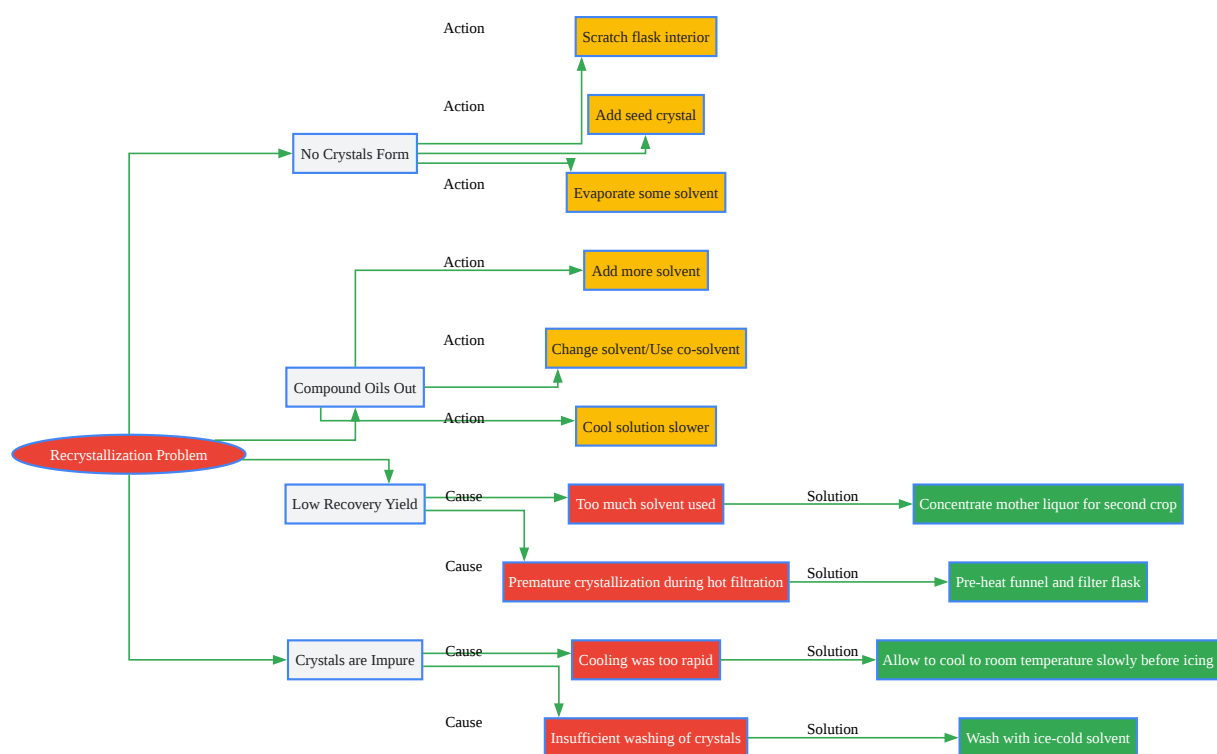 Action
Scratch flask interior
Action
Add seed crystal
No Crystals Form
Action
Evaporate some solvent
Action
Add more solvent
Action
Change solvent/Use co-solvent
Compound Oils Out
Action
Cool solution slower
Recrystallization Problem
Low Recovery Yield
Cause
Too much solvent used
Solution
Concentrate mother liquor for second crop
Cause
Premature crystallization during hot filtration
Solution
Pre-heat funnel and filter flask
Crystals are Impure
Cause
Cooling was too rapid
Solution
Allow to cool to room temperature slowly before icing
Cause
Insufficient washing of crystals
Solution
Wash with ice-cold solvent